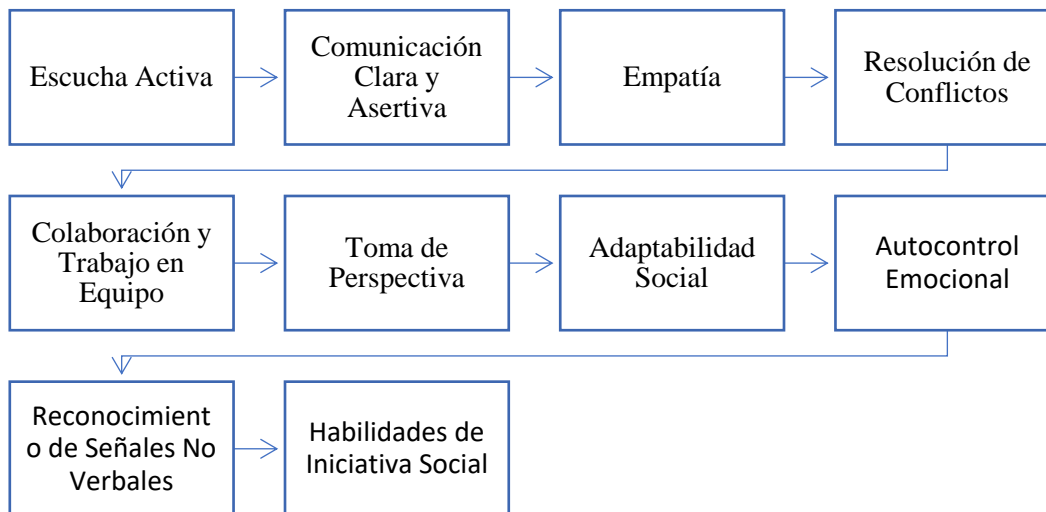 Escucha Activa
Comunicación
Clara y
Asertiva
Empatía
Resolución de
Conflictos
Colaboración y
Trabajo en
Equipo
Toma de
Perspectiva
Adaptabilidad
Social
Autocontrol
Emocional
Reconocimient
o de Señales No
Verbales
Habilidades de
Iniciativa Social